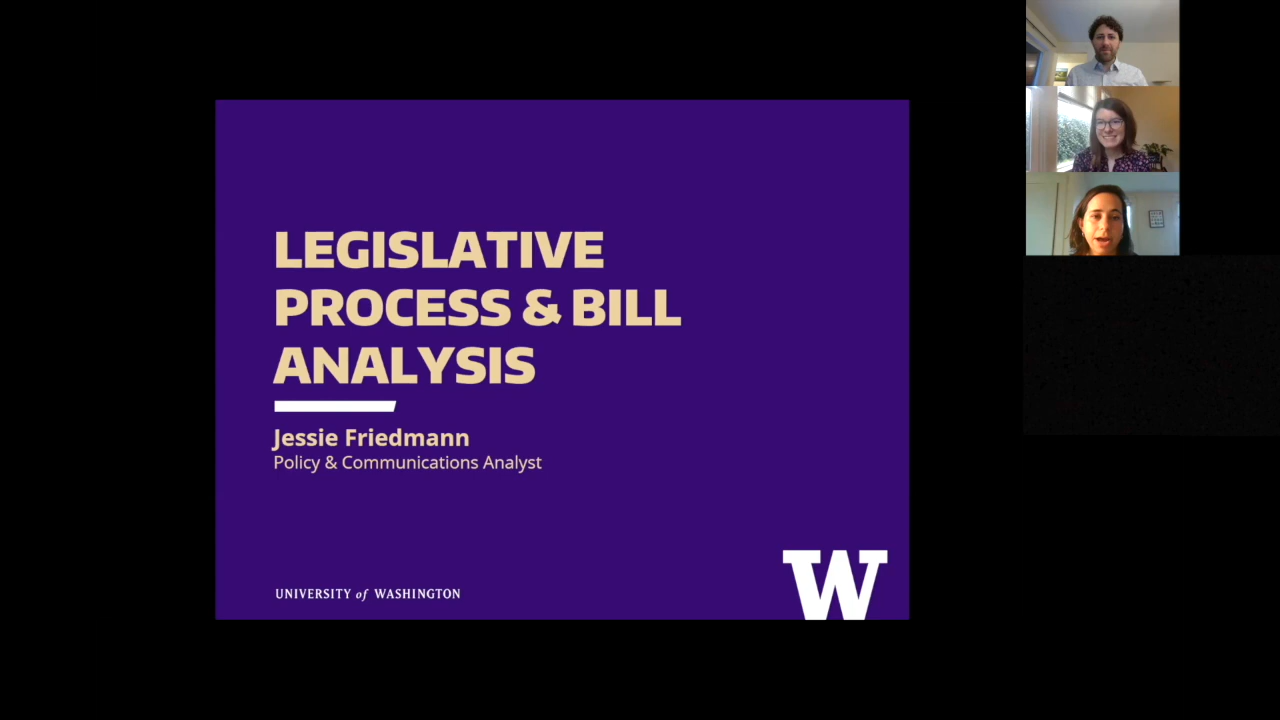 LEGISLATIVE
PROCESS & BILL
ANALYSIS
Jessie Friedmann
Policy & Communications Analyst
UNIVERSITY of WASHINGTON
W